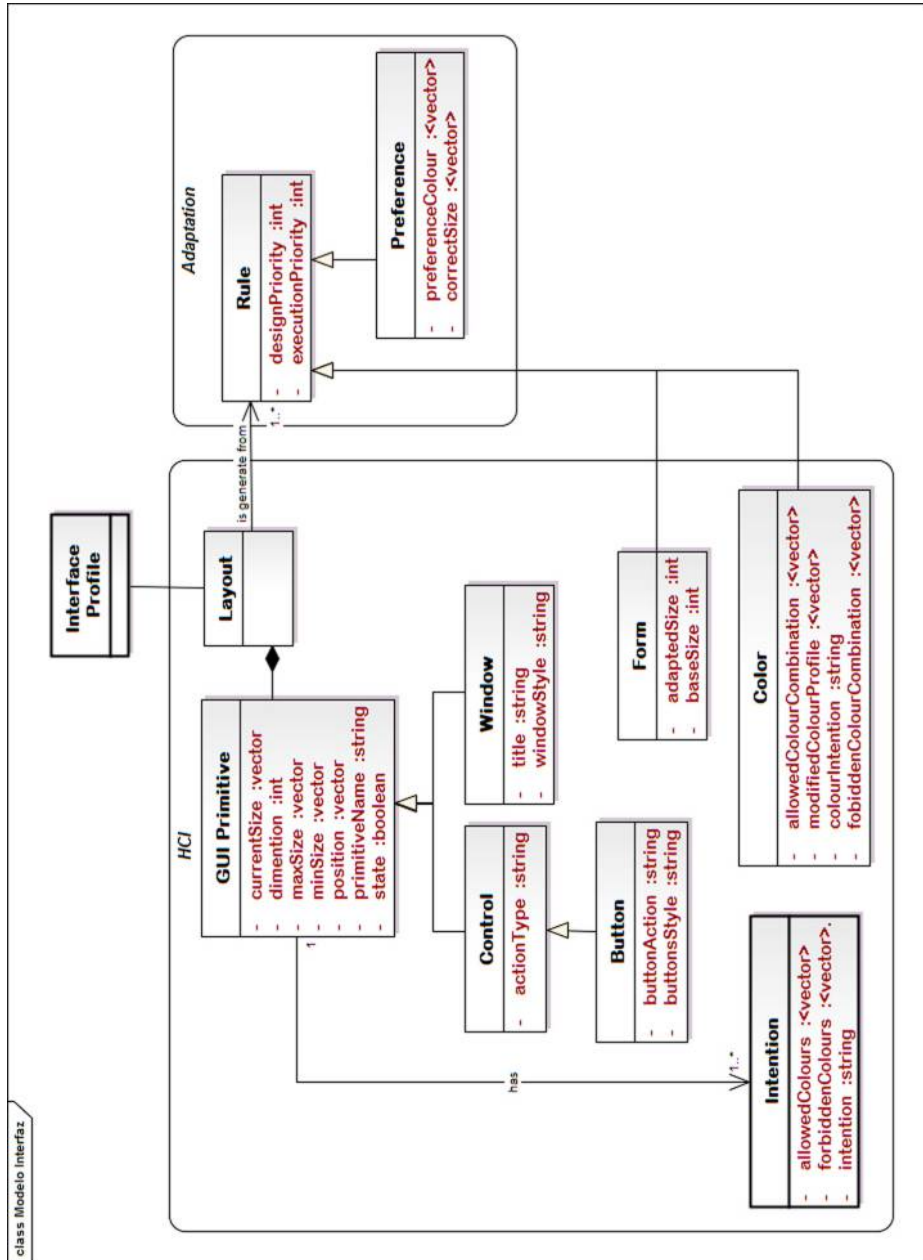 class Modelo Interfaz
Interface
Profile
HCI
Adaptation
GUI Primitive
- currentSize :vector
- dimention :int
- maxSize :vector
- minSize :vector
- position :vector
- primitiveName :string
- state :boolean
Layout
is generate from
1..*
Rule
- designPriority :int
- executionPriority :int
1
has
1..*
Control
- actionType :string
Window
- title :string
- windowStyle :string
Preference
- preferenceColour :<vector>
- correctSize :<vector>
Button
- buttonAction :string
- buttonsStyle :string
Form
- adaptedSize :int
- baseSize :int
Intention
- allowedColours :<vector>
- forbiddenColours :<vector>.
- intention :string
Color
- allowedColourCombination :<vector>
- modifiedColourProfile :<vector>
- colourIntention :string
- fobiddenColourCombination :<vector>